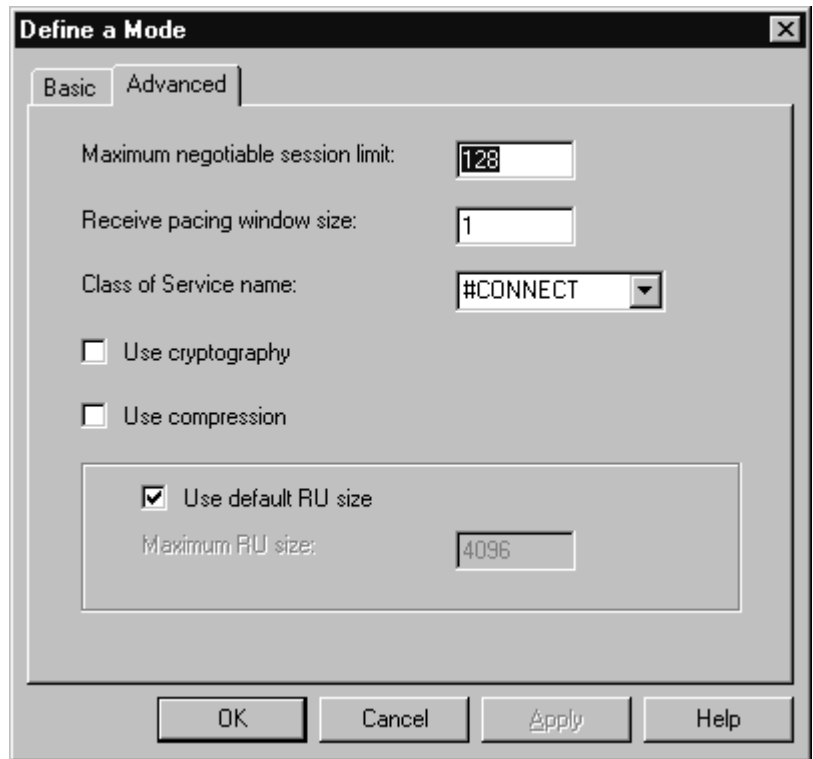 Define a Mode
Basic Advanced
Maximum negotiable session limit: 128
Receive pacing window size: 1
Class of Service name: #CONNECT
Use cryptography
Use compression
Use default RU size
Maximum RU size: 4096
OK Cancel Apply Help